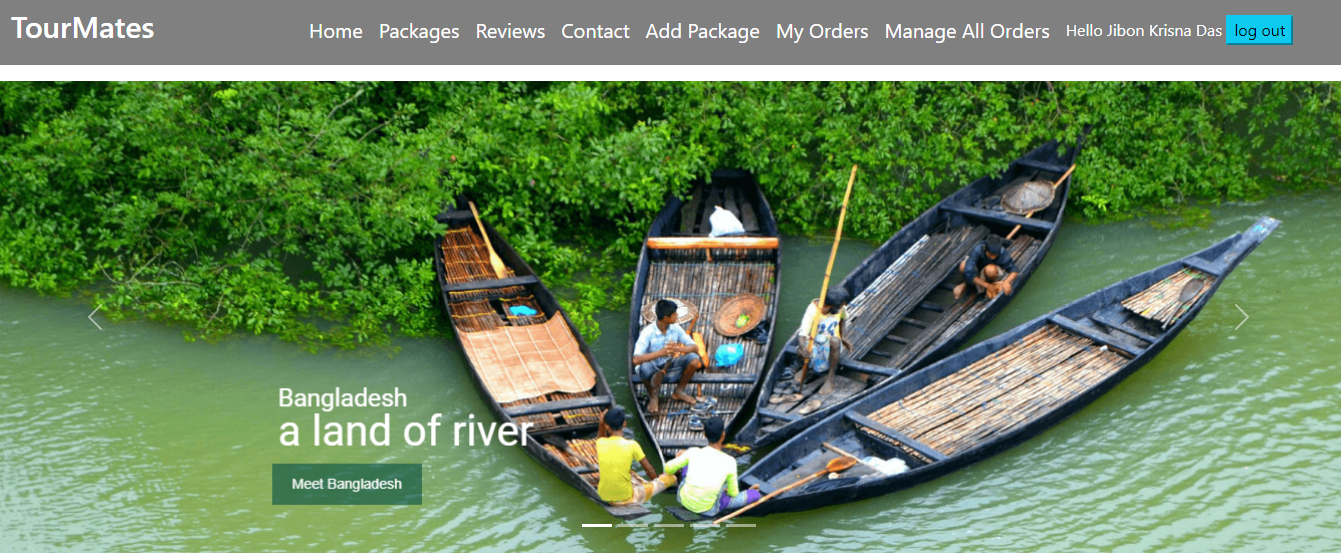 TourMates
Home Packages Reviews Contact Add Package My Orders Manage All Orders Hello Jibon Krisna Das log out
Bangladesh
a land of river
Meet Bangladesh